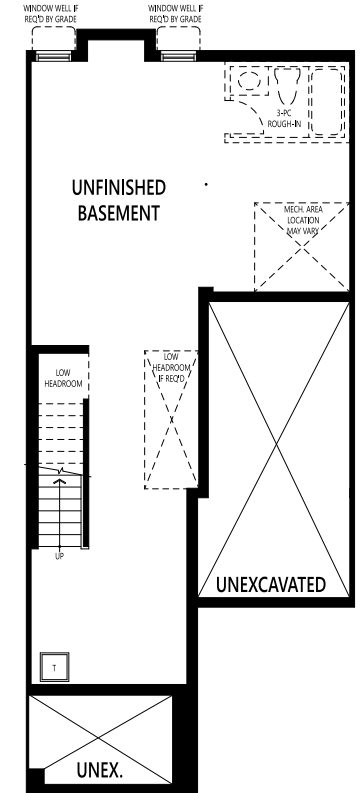 WINDOW WELL IF
REQ'D BY GRADE
WINDOW WELL IF
REQ'D BY GRADE
3-PC
ROUGH-IN
UNFINISHED
BASEMENT
MECH. AREA
LOCATION
MAY VARY
LOW
HEADROOM
LOW
HEADROOM
IF REQ'D
UP
UNEXCAVATED
T
UNEX.